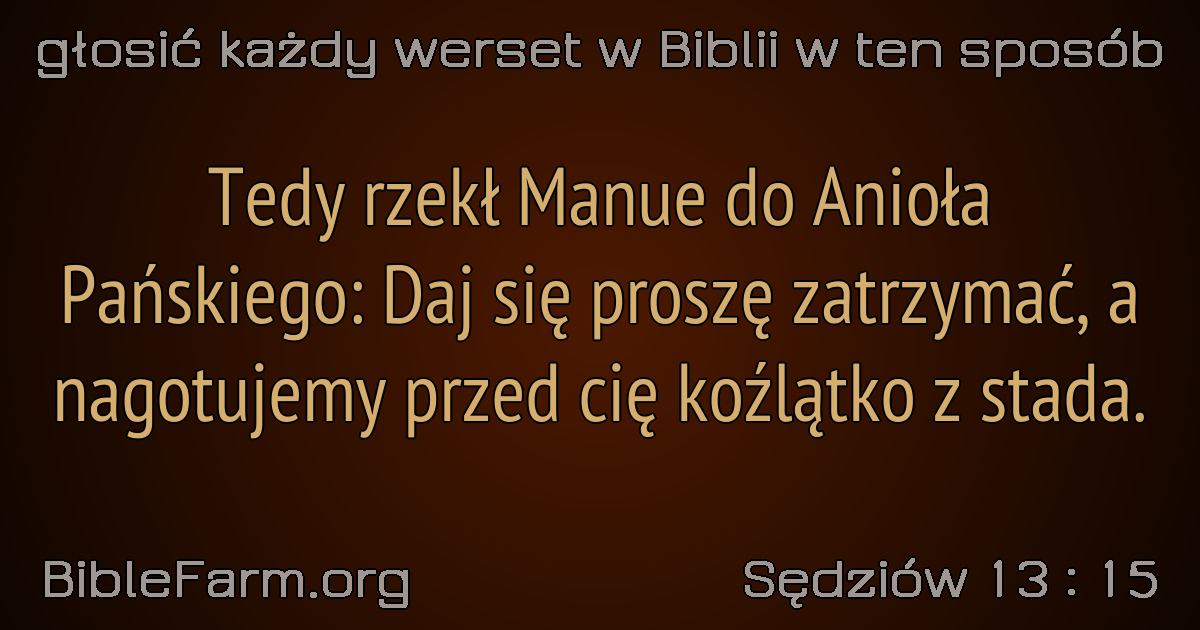 głosić każdy werset w Biblii w ten sposób
Tedy rzekł Manue do Anioła
Pańskiego: Daj się proszę zatrzymać, a
nagotujemy przed cię koźlątko z stada.
BibleFarm.org
Sędziów 13 : 15